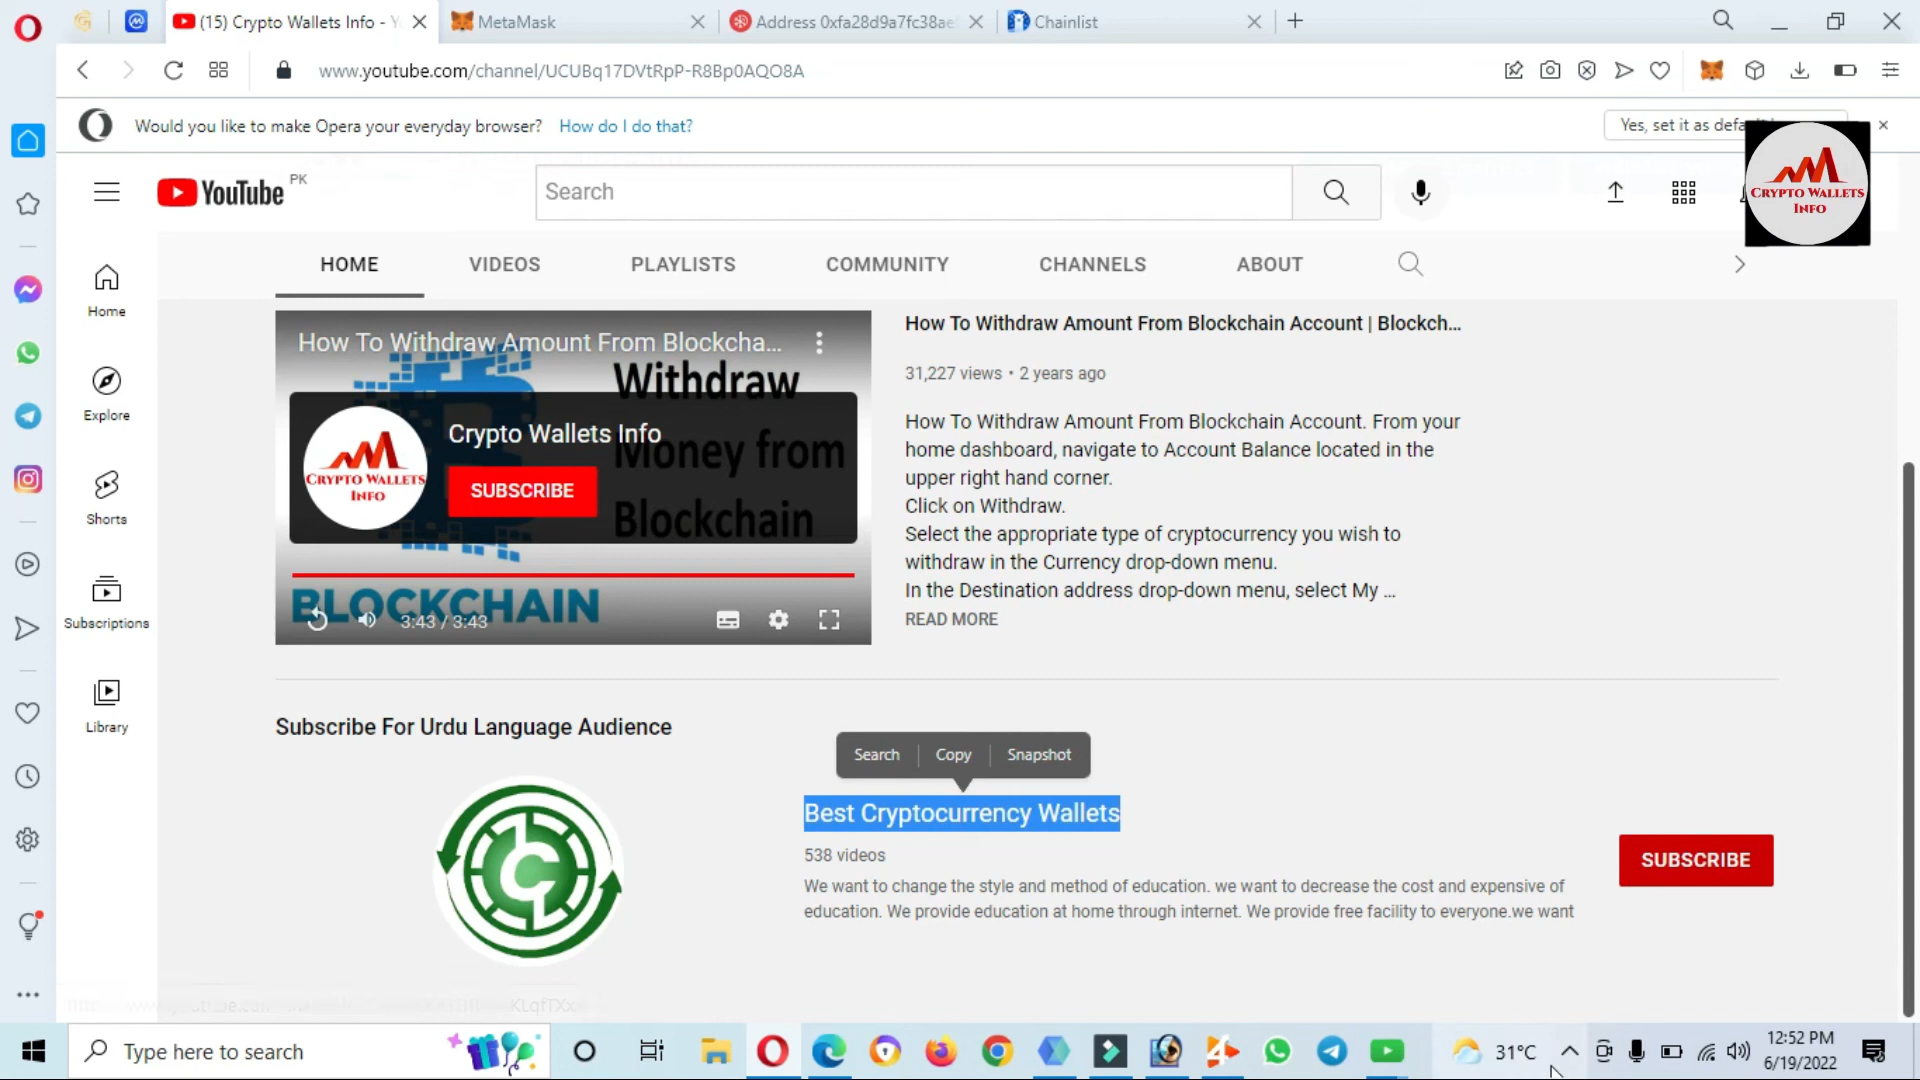 (15) Crypto Wallets Info - Y
MetaMask
Address 0xfa28d9a7fc38ae
Chainlist
www.youtube.com/channel/UCUBq17DVtRpP-R8Bp0AQO8A
Would you like to make Opera your everyday browser? How do I do that?
Yes, set it as defa
CRYPTO WALLETS
INFO
YouTube PK
Search
HOME
VIDEOS
PLAYLISTS
COMMUNITY
CHANNELS
ABOUT
Home
Explore
Shorts
Subscriptions
Library
How To Withdraw Amount From Blockcha...
Withdraw
Money from
Blockchain
Crypto Wallets Info
SUBSCRIBE
CRYPTO WALLETS
INFO
BLOCKCHAIN
3:43 / 3:43
How To Withdraw Amount From Blockchain Account | Blockch...
31,227 views • 2 years ago
How To Withdraw Amount From Blockchain Account. From your
home dashboard, navigate to Account Balance located in the
upper right hand corner.
Click on Withdraw.
Select the appropriate type of cryptocurrency you wish to
withdraw in the Currency drop-down menu.
In the Destination address drop-down menu, select My ...
READ MORE
Subscribe For Urdu Language Audience
Search
Copy
Snapshot
Best Cryptocurrency Wallets
538 videos
We want to change the style and method of education. we want to decrease the cost and expensive of
education. We provide education at home through internet. We provide free facility to everyone.we want
SUBSCRIBE
Type here to search
31°C
12:52 PM
6/19/2022